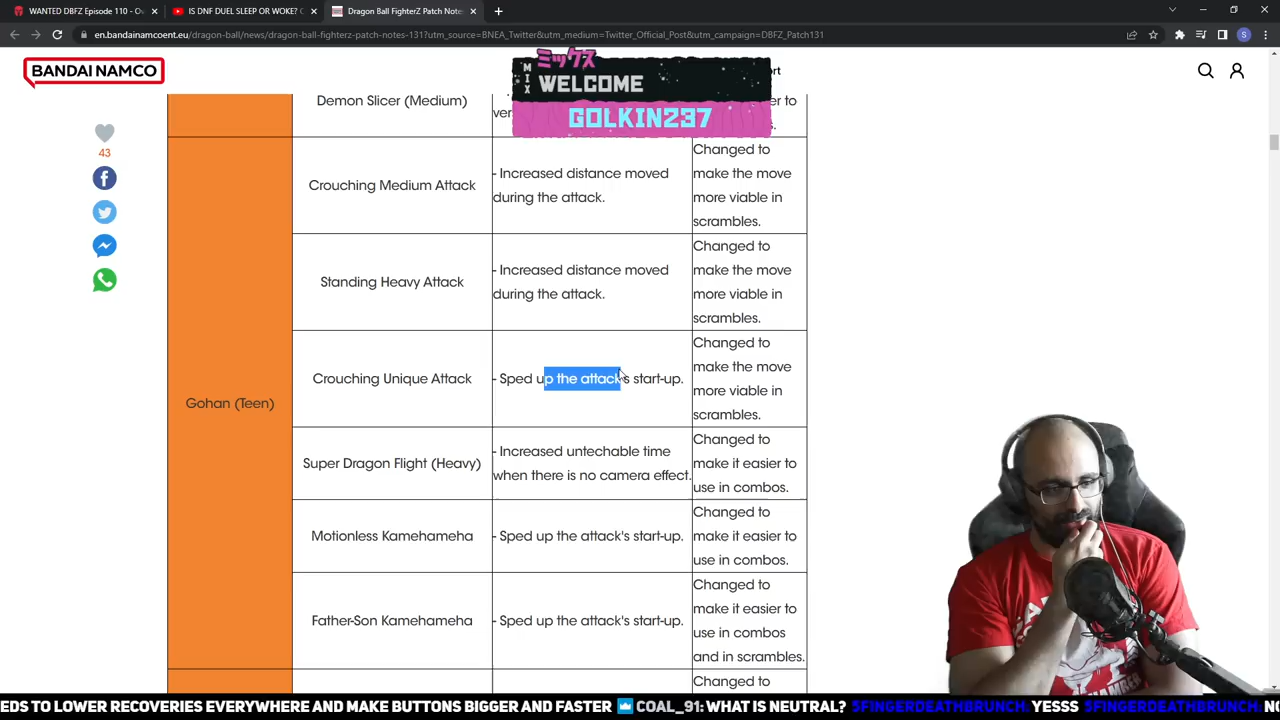 WANTED DBFZ Episode 110 - O
IS DNF DUEL SLEEP OR WOKE?
Dragon Ball FighterZ Patch Note
en.bandainamcoent.eu/dragon-ball/news/dragon-ball-fighterz-patch-notes-131?utm_source=BNEA_Twitter&utm_medium=Twitter_Official_Post&utm_campaign=DBFZ_Patch131
S
BANDAI NAMCO
ミックス
MIX
WELCOME
GOLKIN237
43
Demon Slicer (Medium)
Gohan (Teen)
Crouching Medium Attack
- Increased distance moved
during the attack.
Changed to
make the move
more viable in
scrambles.
Standing Heavy Attack
- Increased distance moved
during the attack.
Changed to
make the move
more viable in
scrambles.
Crouching Unique Attack
- Sped up the attack's start-up.
Changed to
make the move
more viable in
scrambles.
Super Dragon Flight (Heavy)
- Increased untechable time
when there is no camera effect.
Changed to
make it easier to
use in combos.
Motionless Kamehameha
- Sped up the attack's start-up.
Changed to
make it easier to
use in combos.
Father-Son Kamehameha
- Sped up the attack's start-up.
Changed to
make it easier to
use in combos
and in scrambles.
Changed to
EDS TO LOWER RECOVERIES EVERYWHERE AND MAKE BUTTONS BIGGER AND FASTER COAL_91: WHAT IS NEUTRAL? 5FINGERDEATHBRUNCH: YESSS 5FINGERDEATHBRUNCH: NO